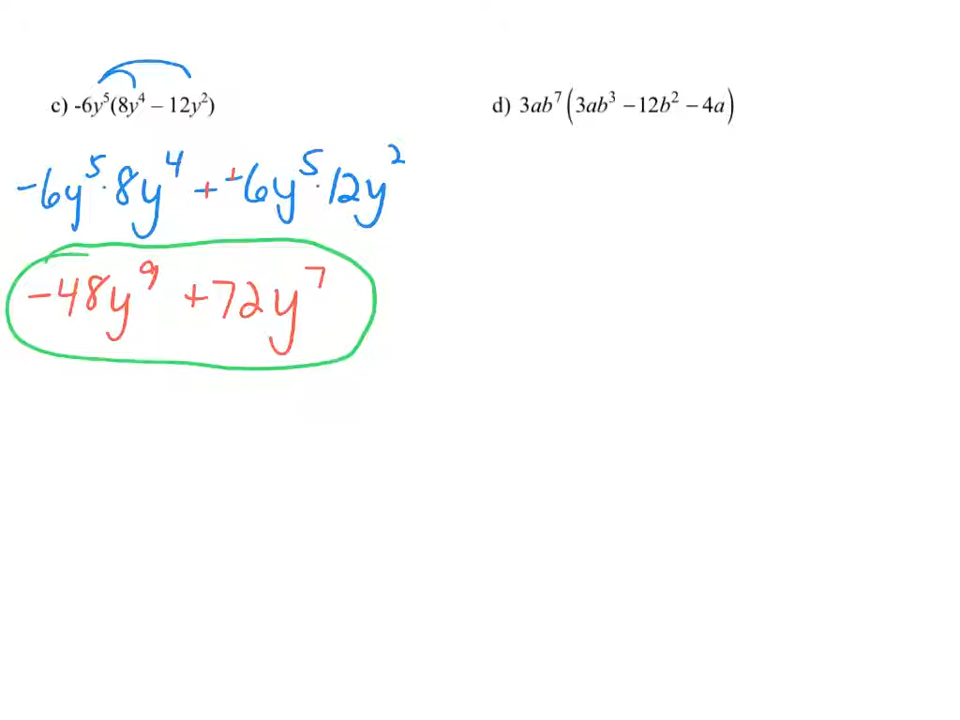 c) -6y⁵(8y⁴ – 12y²)
-6y⁵·8y⁴ + +6y⁵·12y²
-48y⁹ +72y⁷
d) 3ab⁷(3ab³ –12b² – 4a)